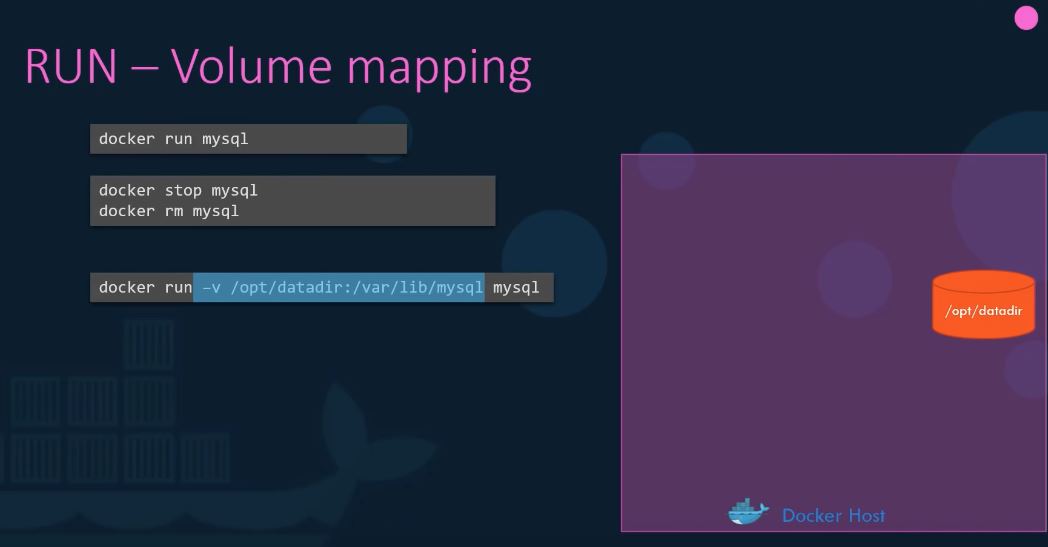 RUN – Volume mapping
docker run mysql
docker stop mysql
docker rm mysql
docker run –v /opt/datadir:/var/lib/mysql mysql
/opt/datadir
Docker Host